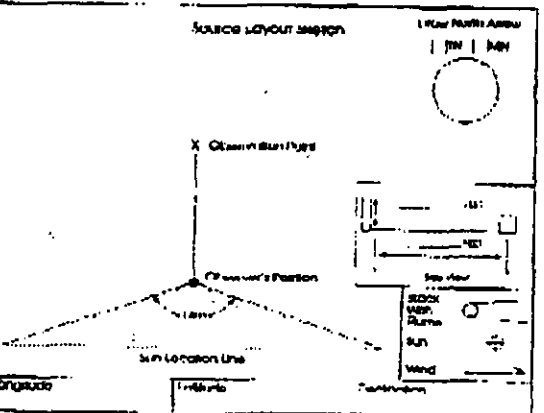 Source Layout Sketch
Draw North Arrow
TN MN
X Observation Point
Observer's Position
Side View
Stack
With
Plume
Sun
Wind
Sun Location Line
Longitude
Latitude
Declination